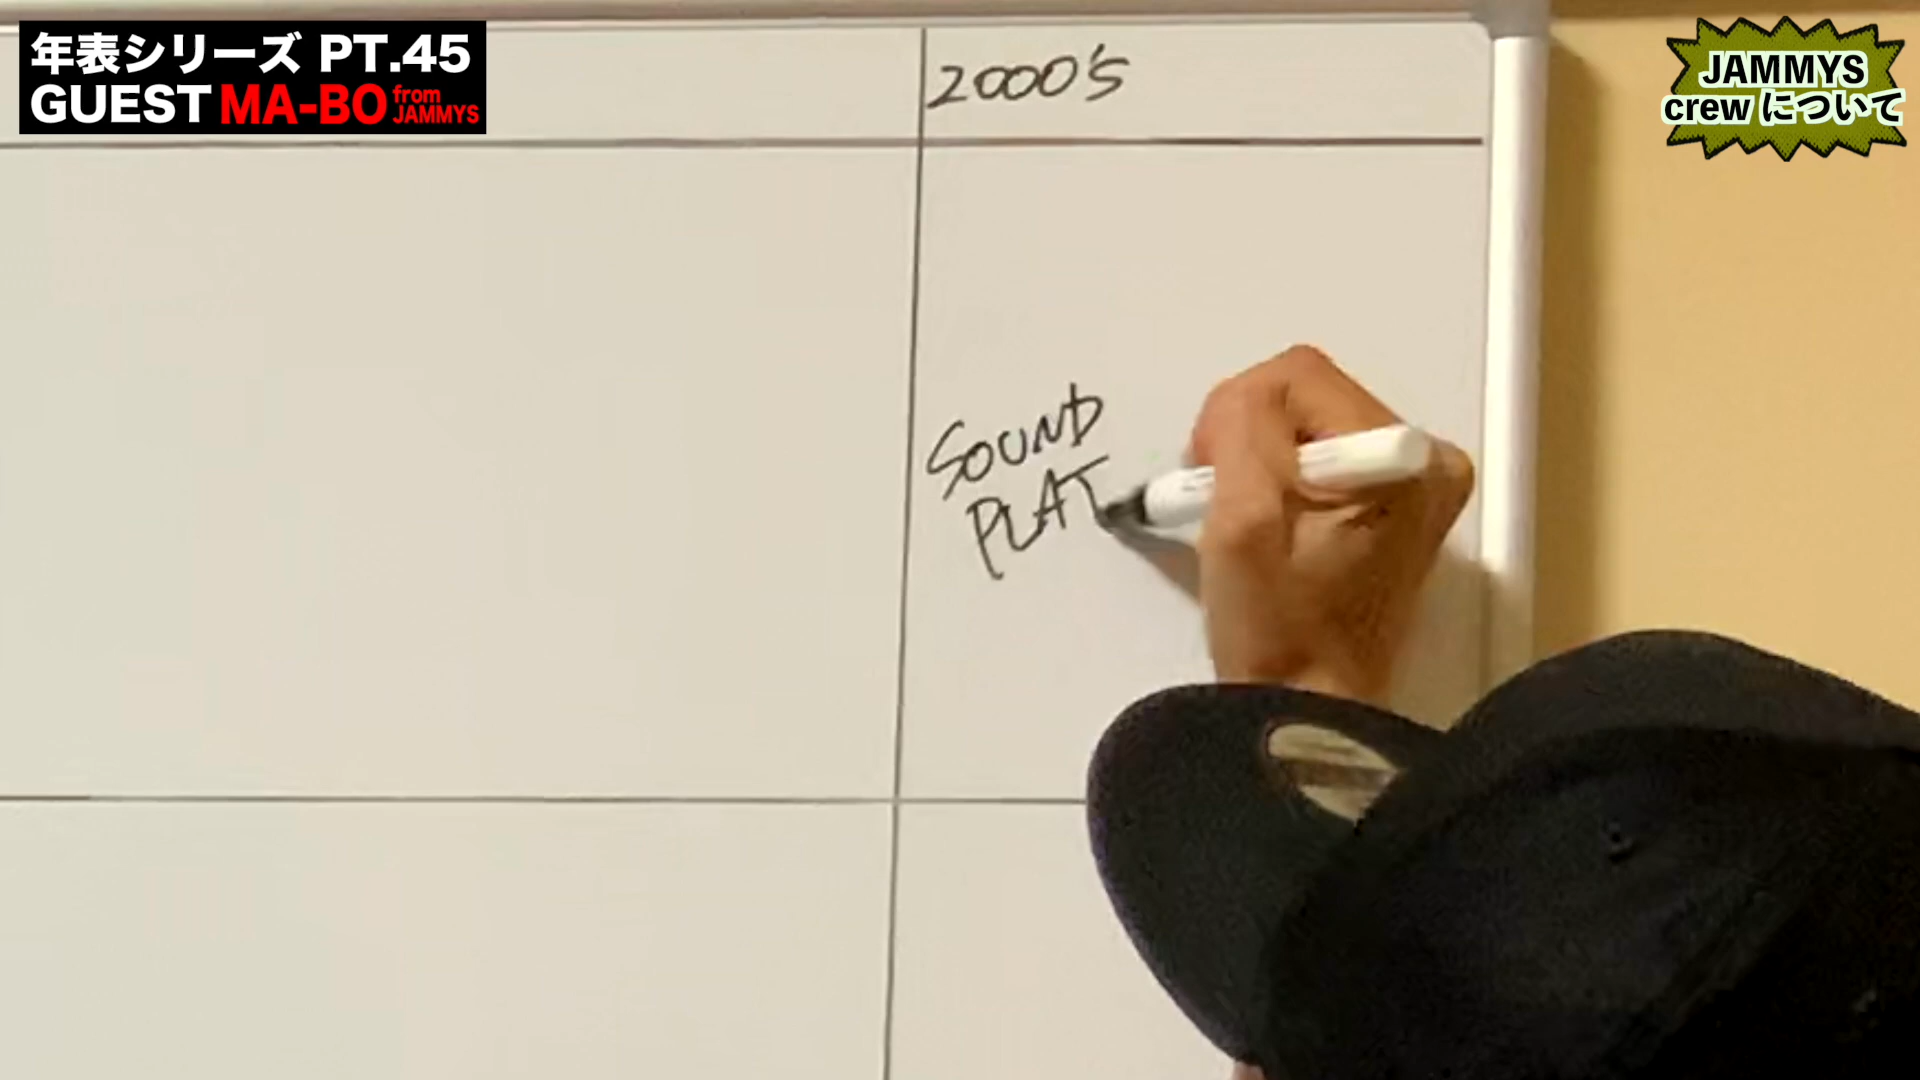 年表シリーズ PT.45
GUEST MA-BO from JAMMYS
JAMMYS
crew について
2000's
SOUND
PLAT